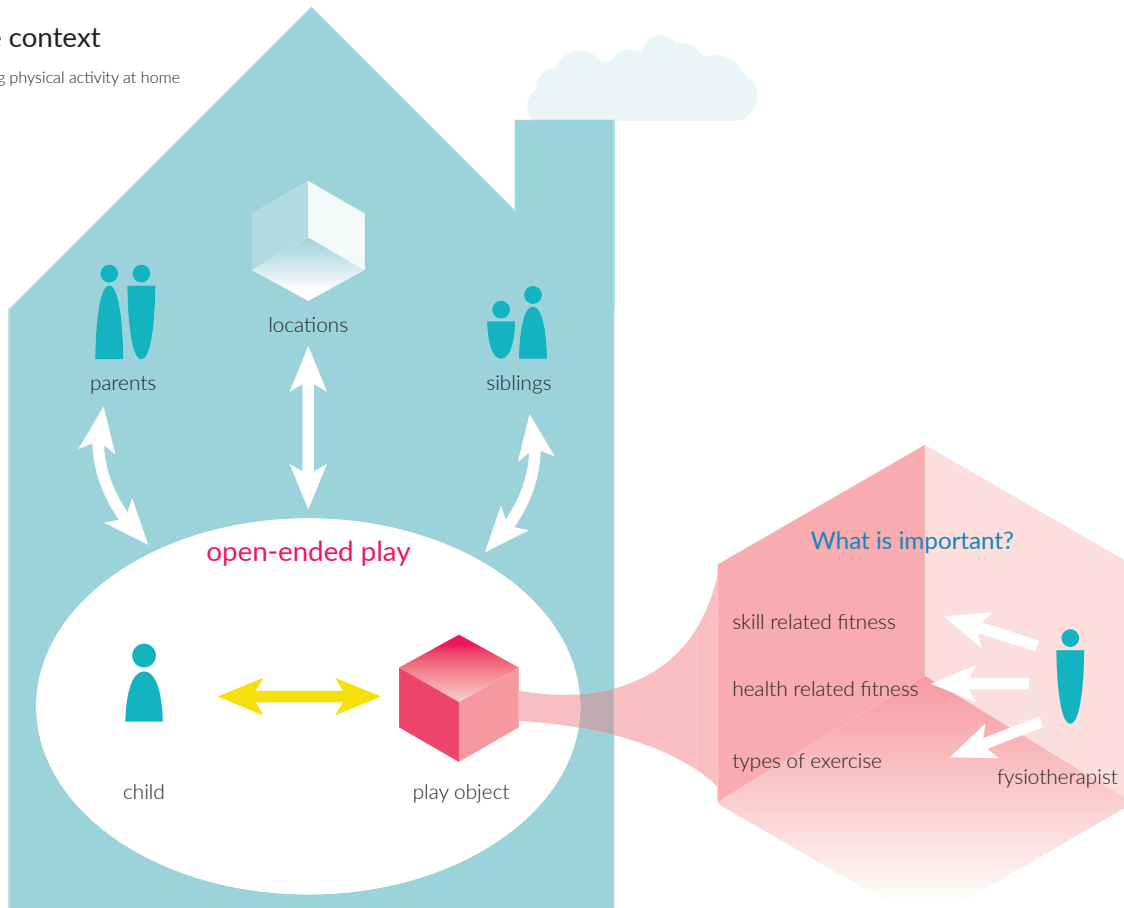 context
physical activity at home
locations
parents
siblings
open-ended play
What is important?
skill related fitness
health related fitness
types of exercise
fysiotherapist
child
play object